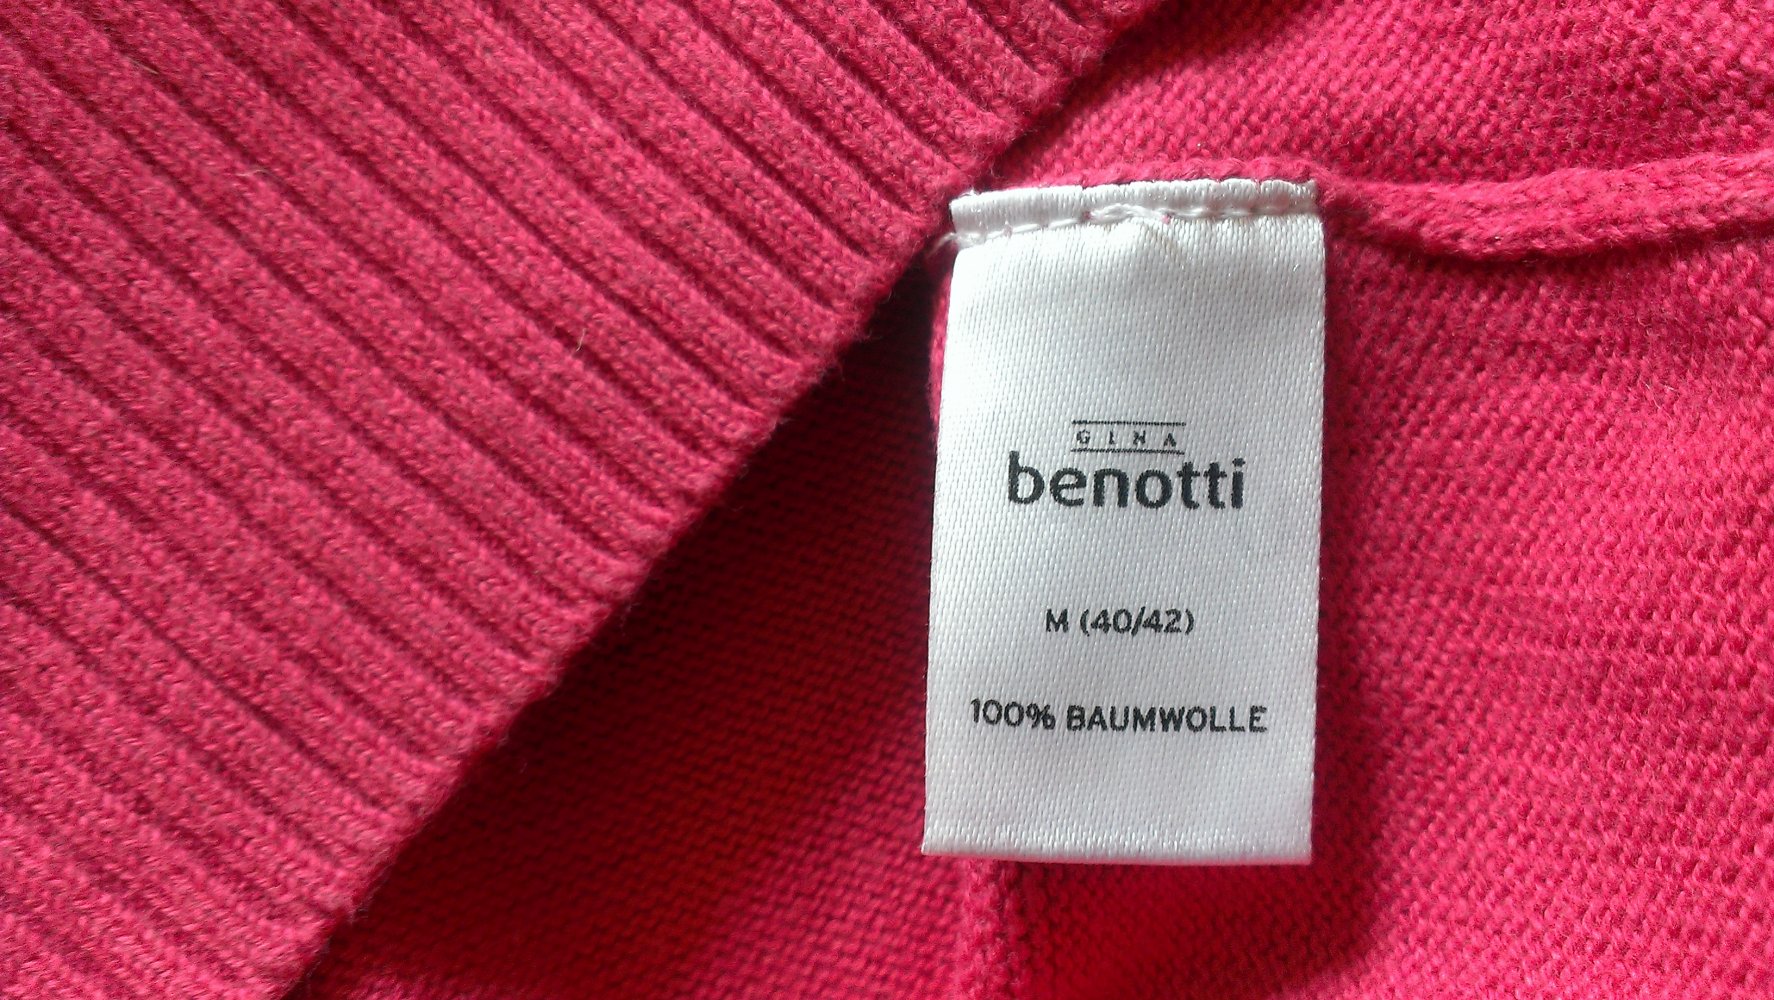 GINA
benotti
M (40/42)
100% BAUMWOLLE